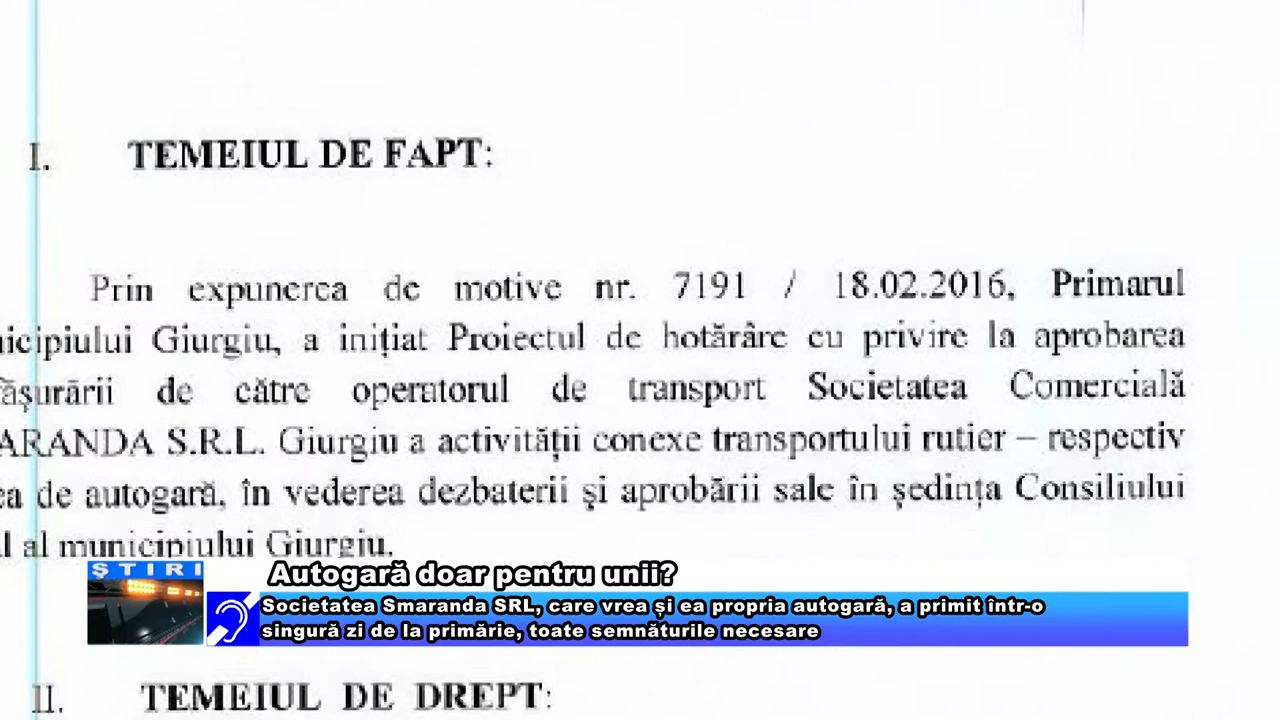 I. TEMEIUL DE FAPT:
Prin expunerea de motive nr. 7191 / 18.02.2016, Primarul
nicipiului Giurgiu, a inițiat Proiectul de hotărâre cu privire la aprobarea
fășurării de către operatorul de transport Societatea Comercială
ARANDA S.R.L. Giurgiu a activității conexe transportului rutier – respectiv
ea de autogară, în vederea dezbaterii și aprobării sale în ședința Consiliului
l al municipiului Giurgiu.
ȘTIRI
Autogară doar pentru unii?
Societatea Smaranda SRL, care vrea și ea propria autogară, a primit într-o
singură zi de la primărie, toate semnăturile necesare
II. TEMEIUL DE DREPT: